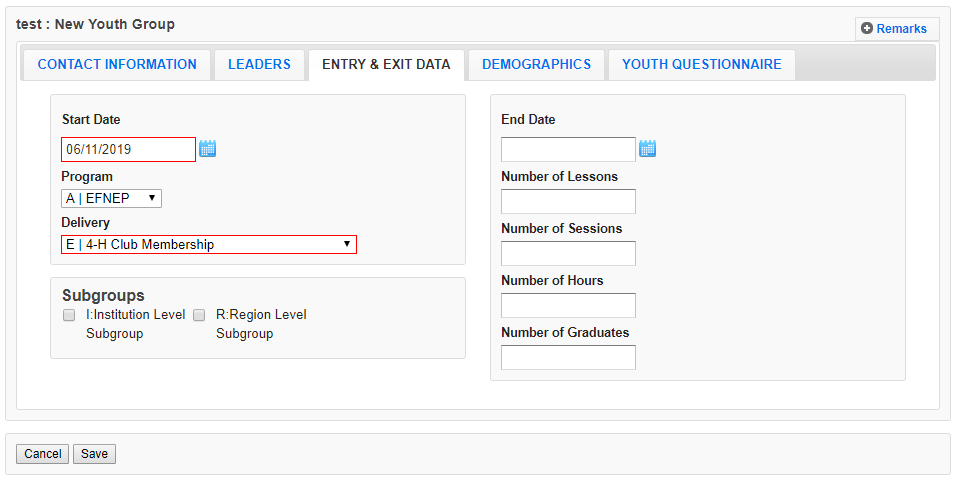 test : New Youth Group
Remarks
CONTACT INFORMATION
LEADERS
ENTRY & EXIT DATA
DEMOGRAPHICS
YOUTH QUESTIONNAIRE
Start Date
06/11/2019
Program
A | EFNEP
Delivery
E | 4-H Club Membership
Subgroups
I:Institution Level
Subgroup
R:Region Level
Subgroup
End Date
Number of Lessons
Number of Sessions
Number of Hours
Number of Graduates
Cancel
Save